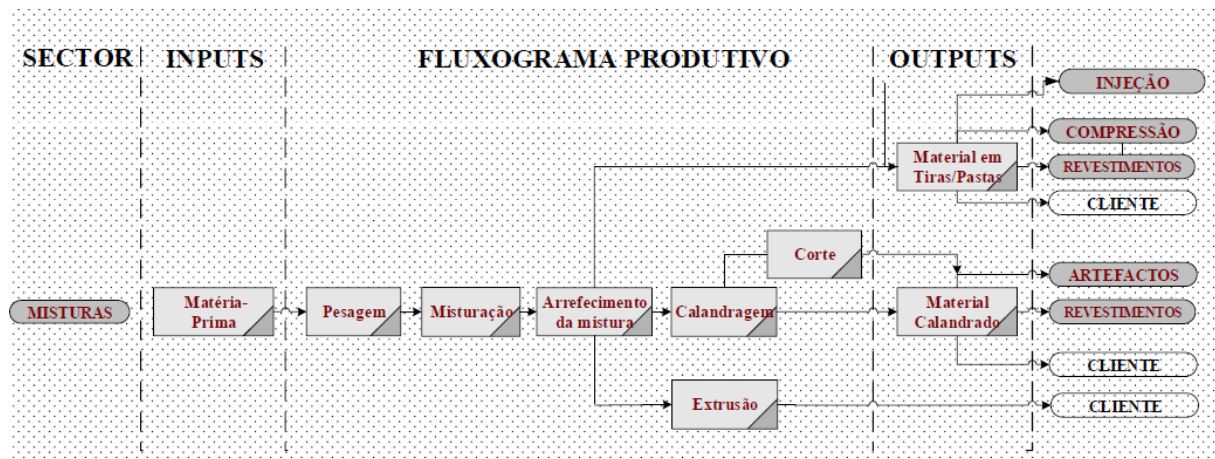 SECTOR
INPUTS
FLUXOGRAMA PRODUTIVO
OUTPUTS
INJEÇÃO
COMPRESSÃO
Material em
Tiras/Pastas
REVESTIMENTOS
CLIENTE
Corte
ARTEFACTOS
MISTURAS
Matéria-
Prima
Pesagem
Misturação
Arrefecimento
da mistura
Calandragem
Material
Calandrado
REVESTIMENTOS
CLIENTE
Extrusão
CLIENTE